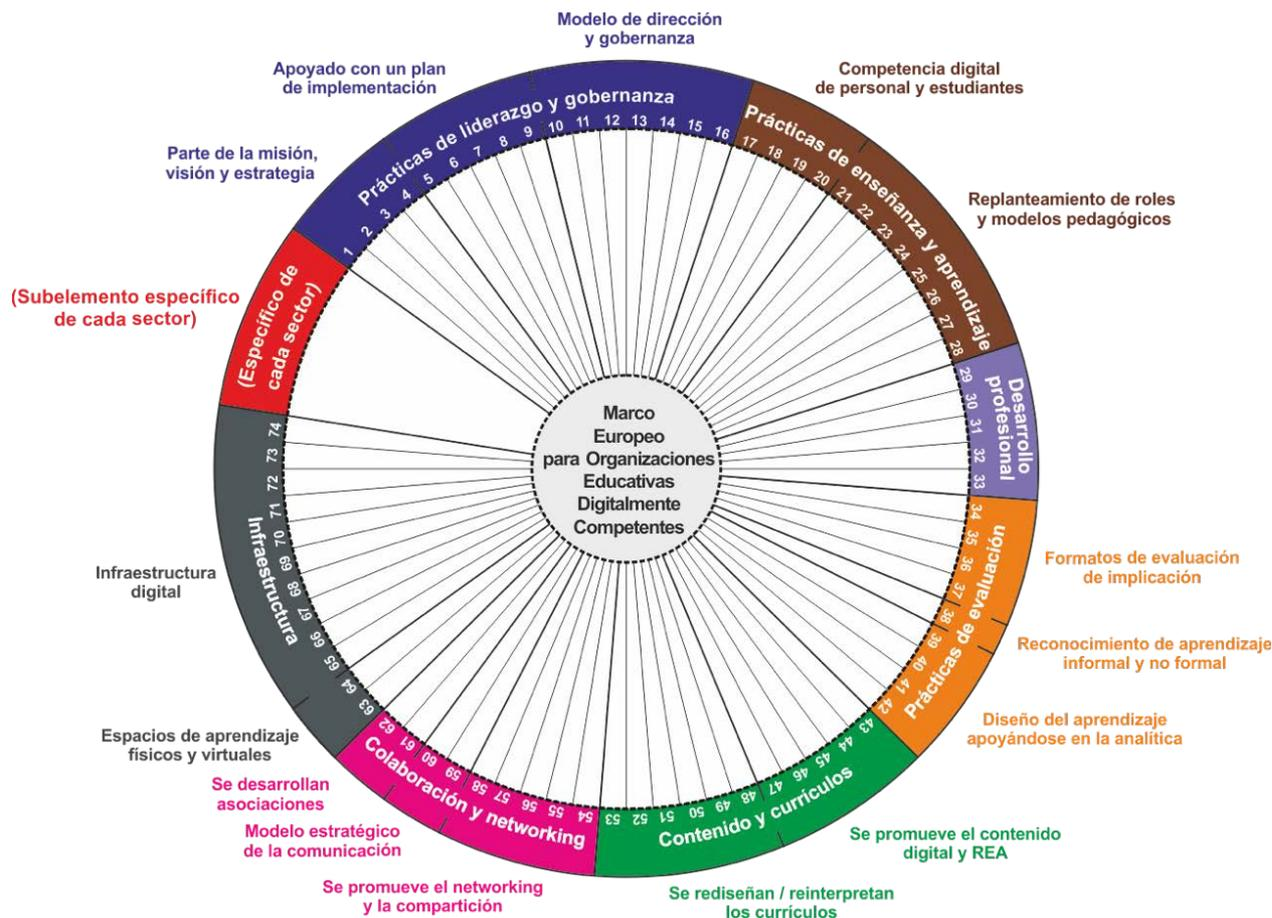 Modelo de dirección
y gobernanza
Apoyado con un plan
de implementación
Parte de la misión,
visión y estrategia
Prácticas de liderazgo y gobernanza
1 2 3 4 5 6 7 8 9 10 11 12 13 14 15 16
Competencia digital
de personal y estudiantes
Replanteamiento de roles
y modelos pedagógicos
Prácticas de enseñanza y aprendizaje
17 18 19 20 21 22 23 24 25 26 27 28
Desarrollo
profesional
29 30 31 32 33
Formatos de evaluación
de implicación
Reconocimiento de aprendizaje
informal y no formal
Diseño del aprendizaje
apoyándose en la analítica
Prácticas de evaluación
34 35 36 37 38 39 40 41 42
Se promueve el contenido
digital y REA
Se rediseñan / reinterpretan
los currículos
Contenido y currículos
43 44 45 46 47 48 49 50 51 52 53
Se promueve el networking
y la compartición
Modelo estratégico
de la comunicación
Se desarrollan
asociaciones
Colaboración y networking
54 55 56 57 58 59 60 61 62
Espacios de aprendizaje
físicos y virtuales
Infraestructura
digital
Infraestructura
63 64 65 66 67 68 69 70 71 72 73 74
(Subelemento específico
de cada sector)
(Específico de
cada sector)
Marco
Europeo
para Organizaciones
Educativas
Digitalmente
Competentes